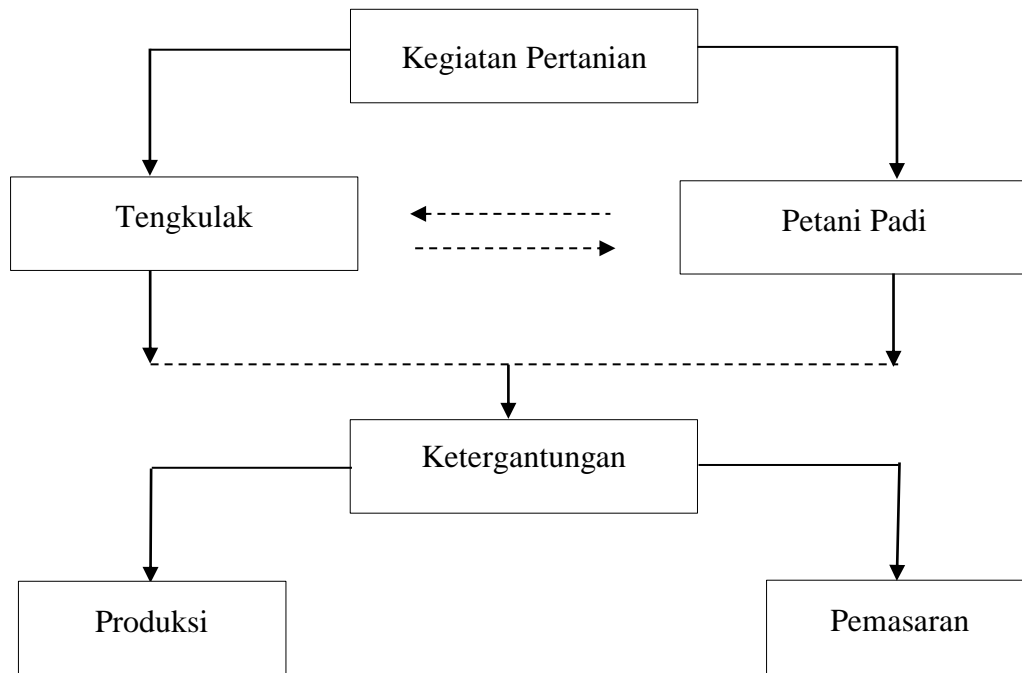 Kegiatan Pertanian
Tengkulak
Petani Padi
Ketergantungan
Produksi
Pemasaran